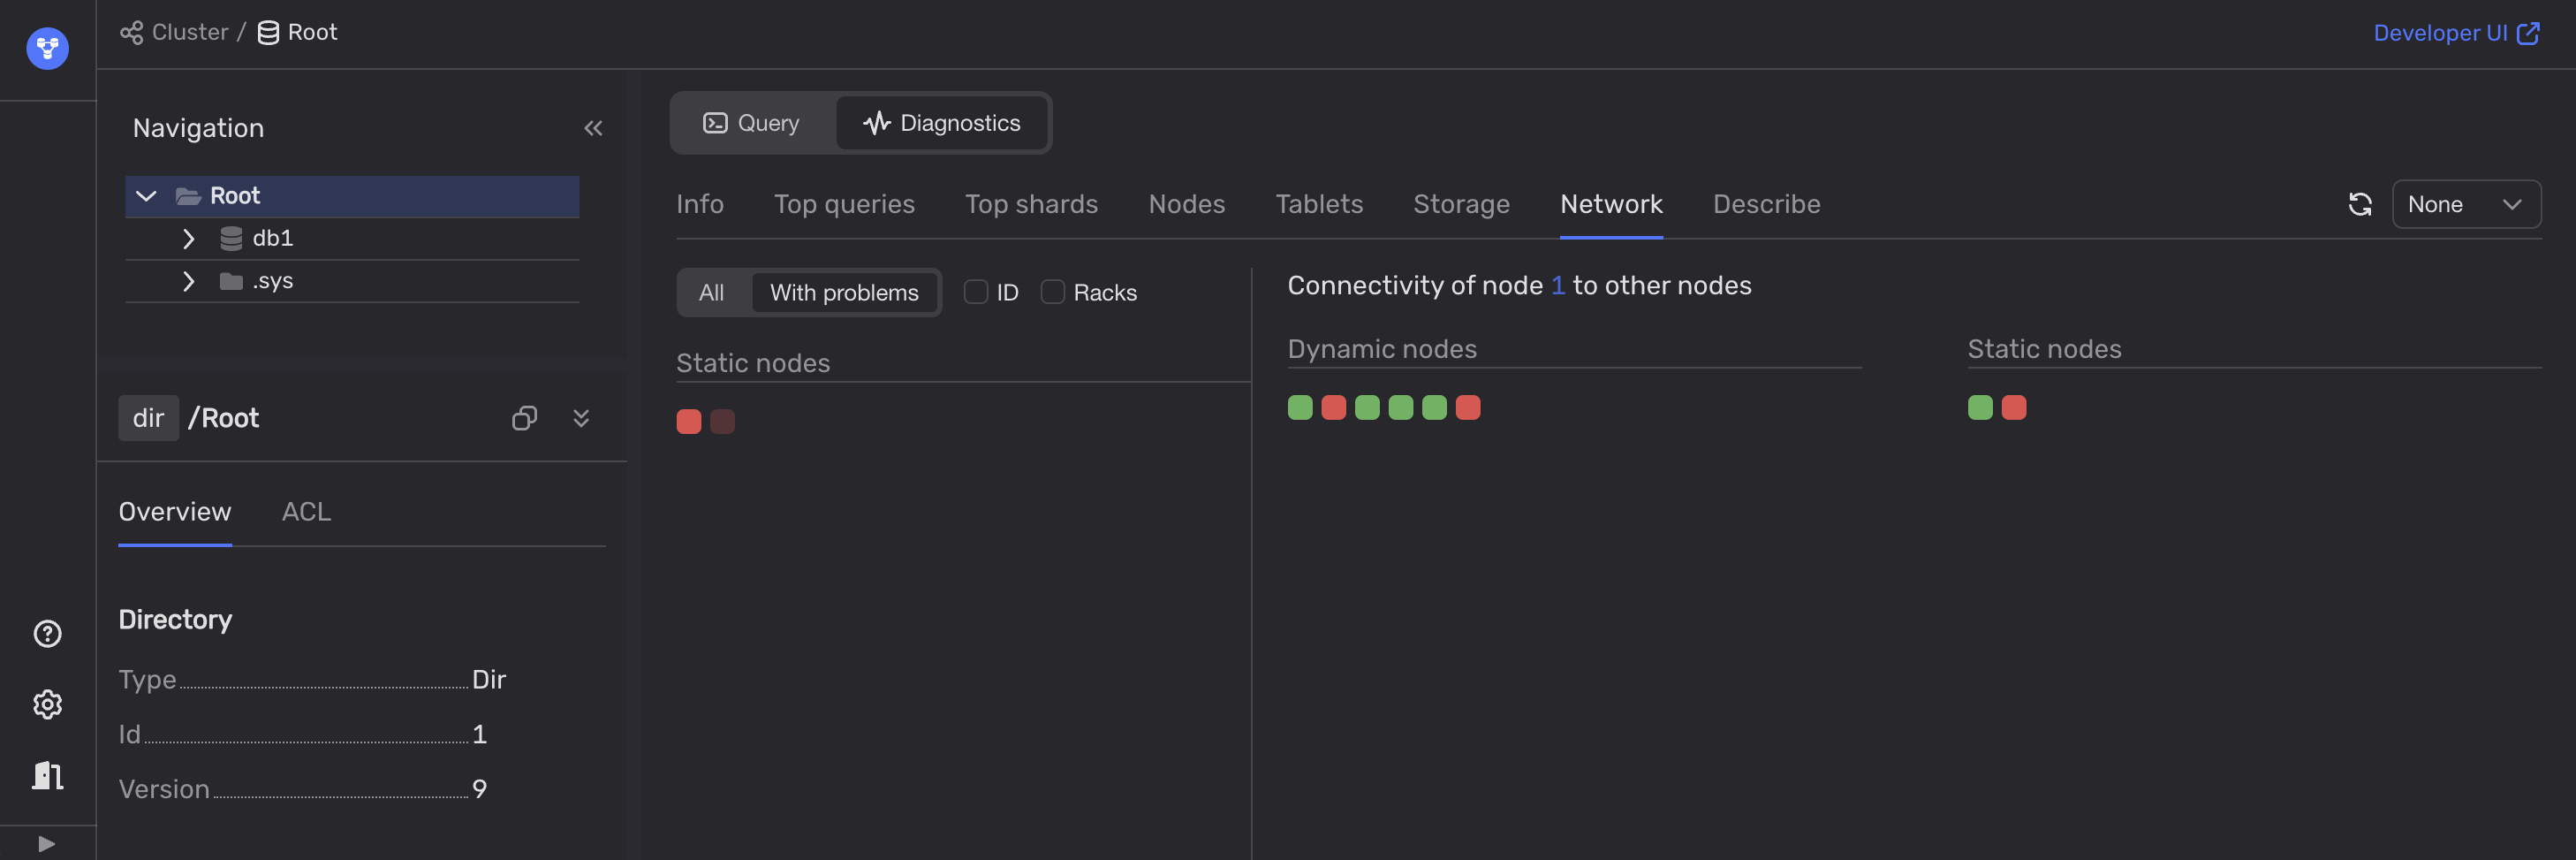 Cluster / Root
Developer UI
Navigation
Root
db1
.sys
dir /Root
Overview ACL
Directory
Type Dir
Id 1
Version 9
Query Diagnostics
Info Top queries Top shards Nodes Tablets Storage Network Describe
None
All With problems ID Racks
Static nodes
Connectivity of node 1 to other nodes
Dynamic nodes
Static nodes